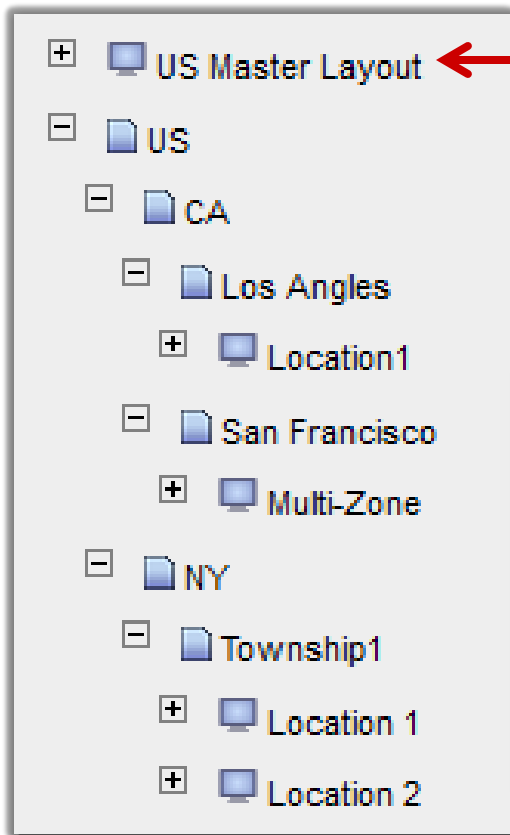 US Master Layout
US
CA
Los Angles
Location1
San Francisco
Multi-Zone
NY
Township1
Location 1
Location 2